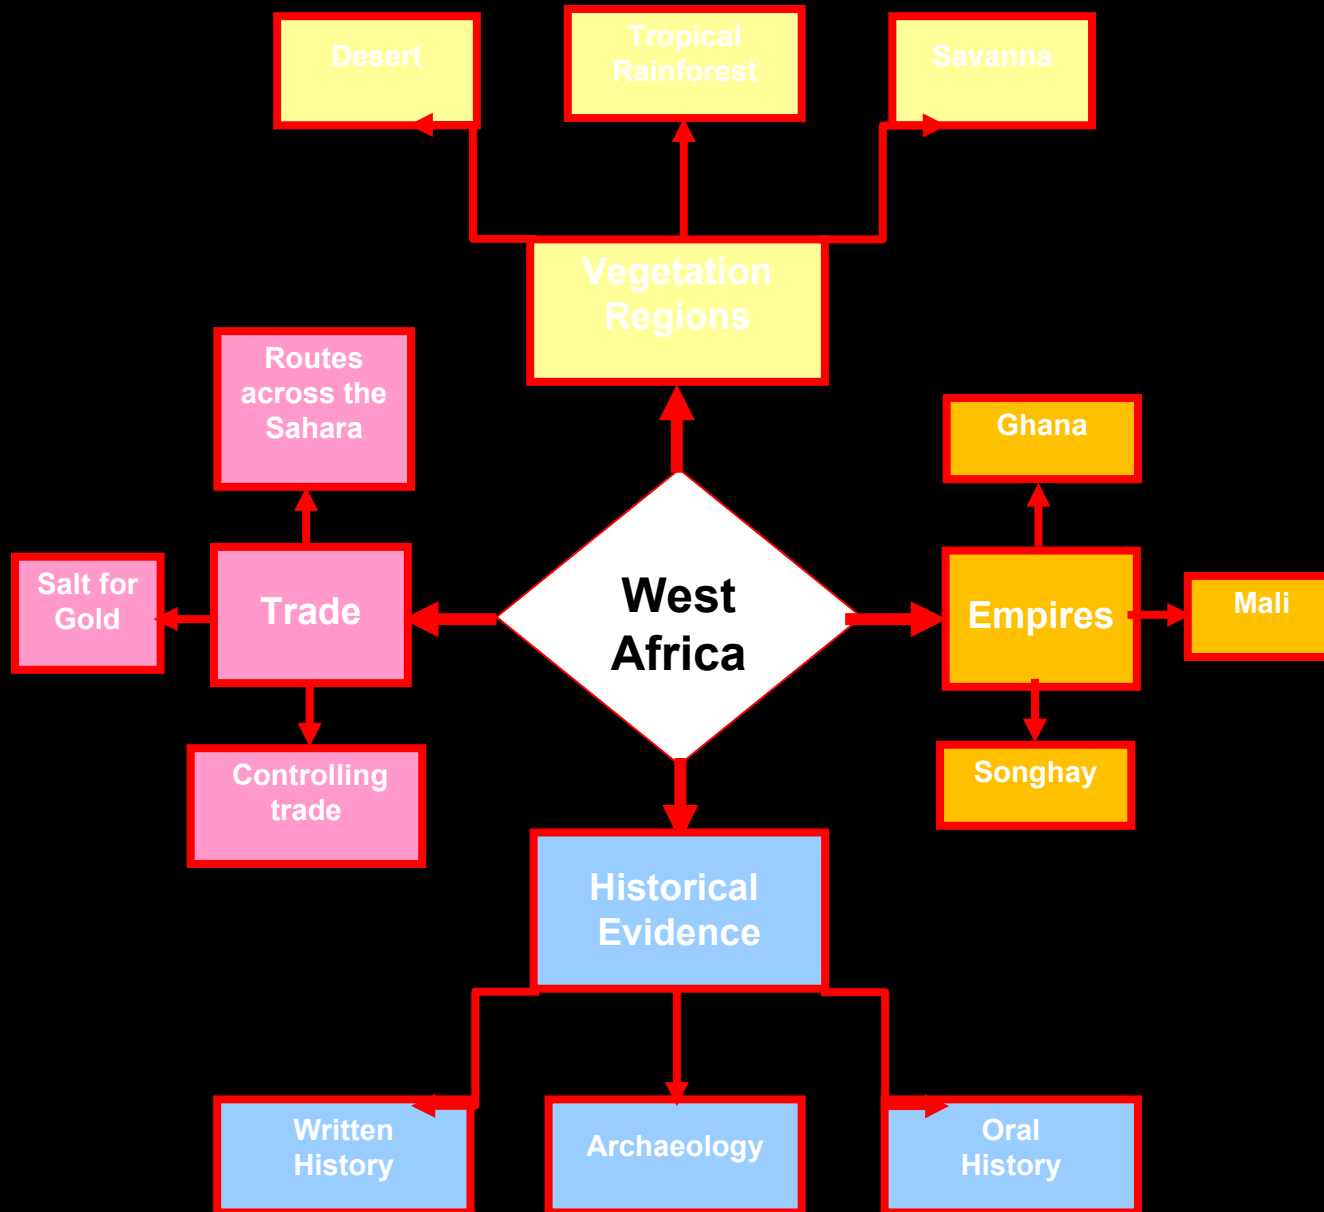 Desert
Tropical
Rainforest
Savanna
Vegetation
Regions
Routes
across the
Sahara
Ghana
Salt for
Gold
Trade
West
Africa
Empires
Mali
Controlling
trade
Songhay
Historical
Evidence
Written
History
Archaeology
Oral
History